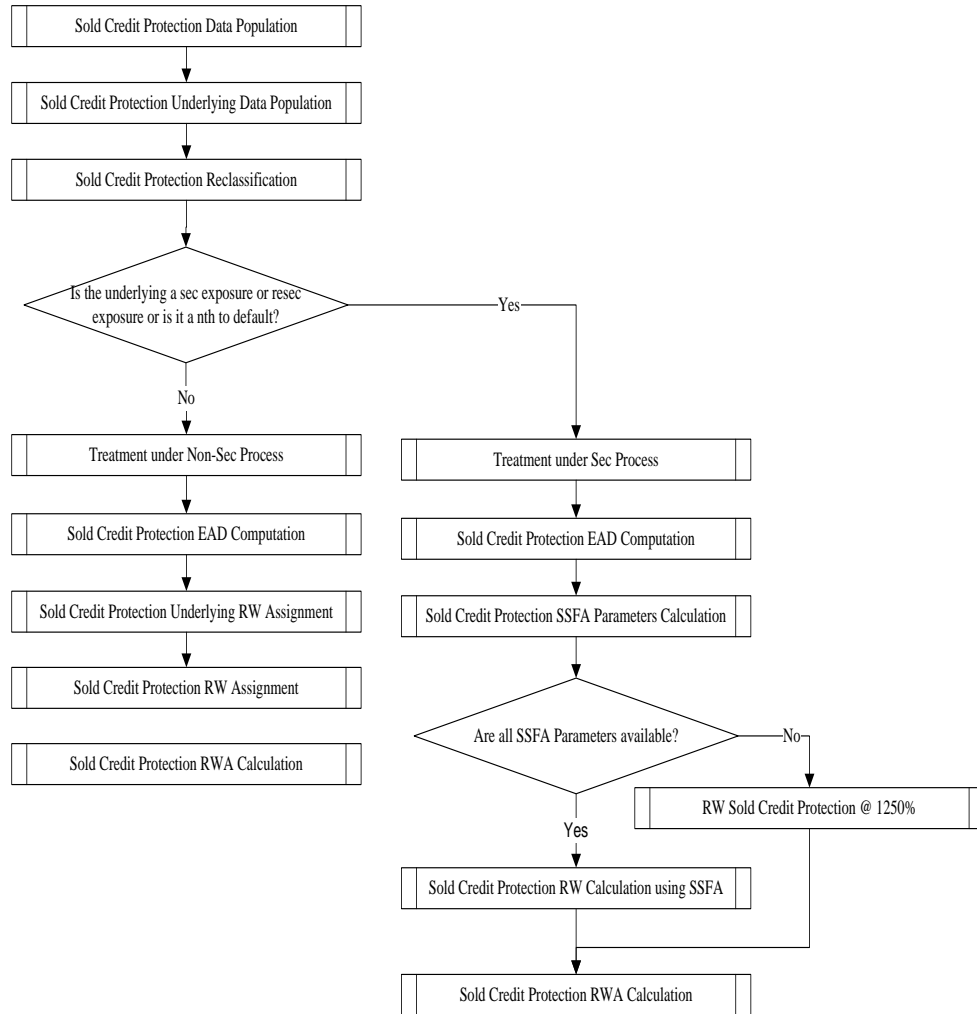 Sold Credit Protection Data Population
Sold Credit Protection Underlying Data Population
Sold Credit Protection Reclassification
Is the underlying a sec exposure or resec
exposure or is it a nth to default?
Yes
No
Treatment under Non-Sec Process
Sold Credit Protection EAD Computation
Sold Credit Protection Underlying RW Assignment
Sold Credit Protection RW Assignment
Sold Credit Protection RWA Calculation
Treatment under Sec Process
Sold Credit Protection EAD Computation
Sold Credit Protection SSFA Parameters Calculation
Are all SSFA Parameters available?
No
RW Sold Credit Protection @ 1250%
Yes
Sold Credit Protection RW Calculation using SSFA
Sold Credit Protection RWA Calculation